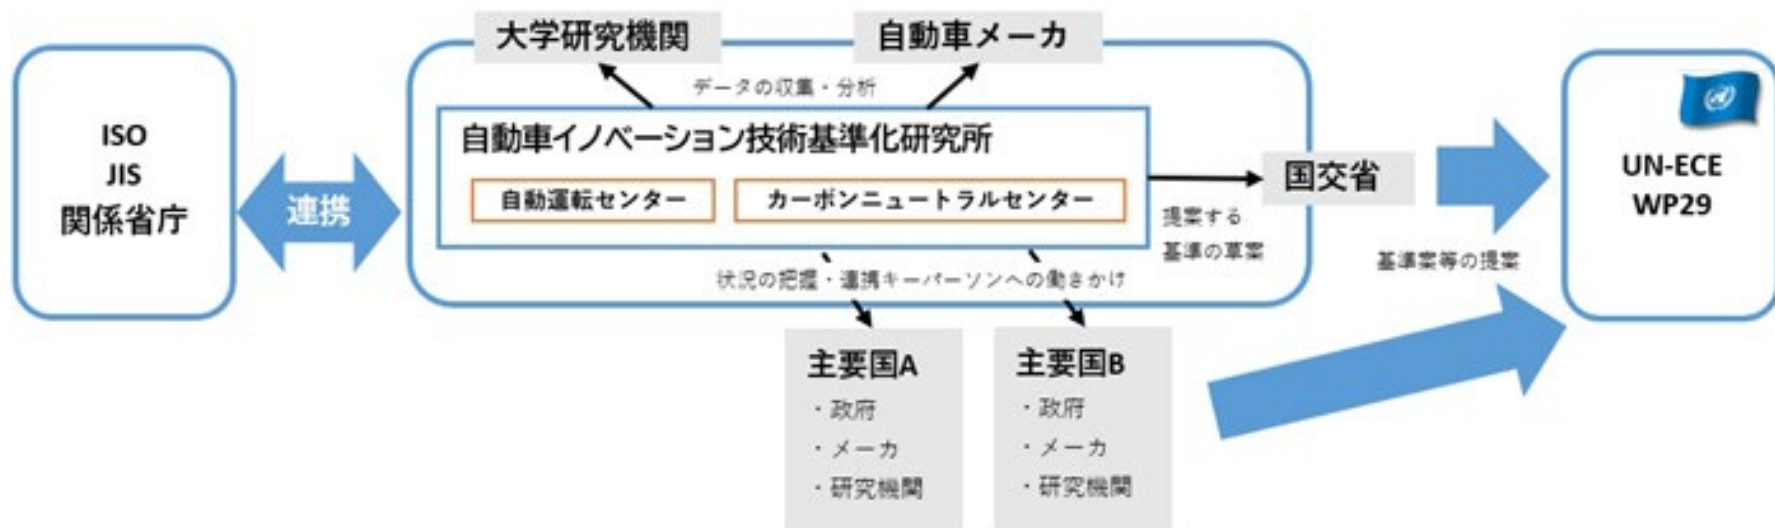 大学研究機関
自動車メーカ
データの収集・分析
ISO
JIS
関係省庁
連携
自動車イノベーション技術基準化研究所
自動運転センター
カーボンニュートラルセンター
国交省
提案する
基準の草案
状況の把握・連携キーパーソンへの働きかけ
基準案等の提案
UN-ECE
WP29
主要国A
・政府
・メーカ
・研究機関
主要国B
・政府
・メーカ
・研究機関